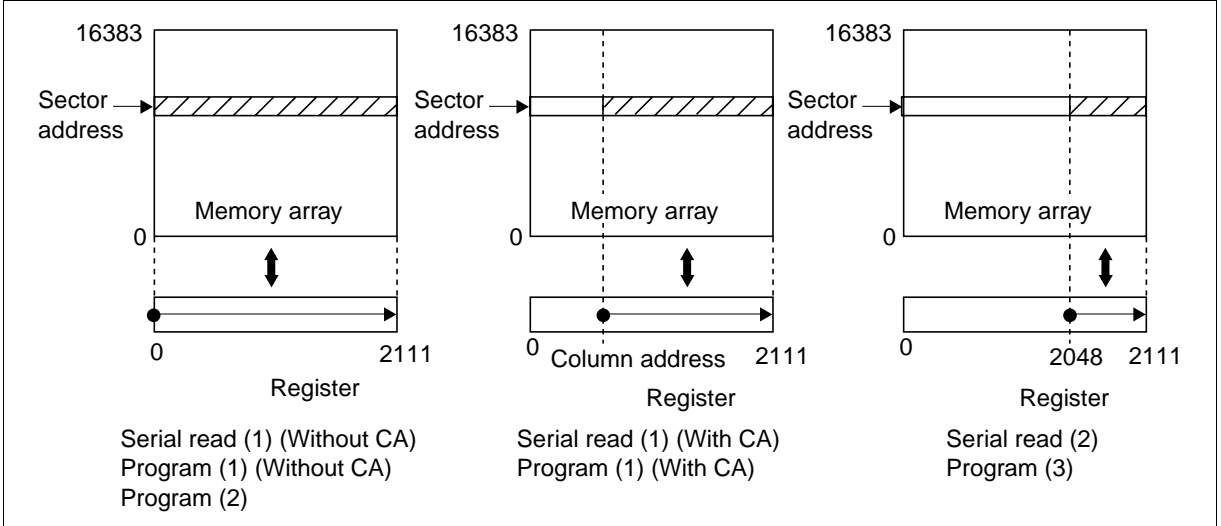 16383
Sector
address
Memory array
0
0
2111
Register
Serial read (1) (Without CA)
Program (1) (Without CA)
Program (2)
16383
Sector
address
Memory array
0
0
Column address
2111
Register
Serial read (1) (With CA)
Program (1) (With CA)
16383
Sector
address
Memory array
0
0
2048
2111
Register
Serial read (2)
Program (3)